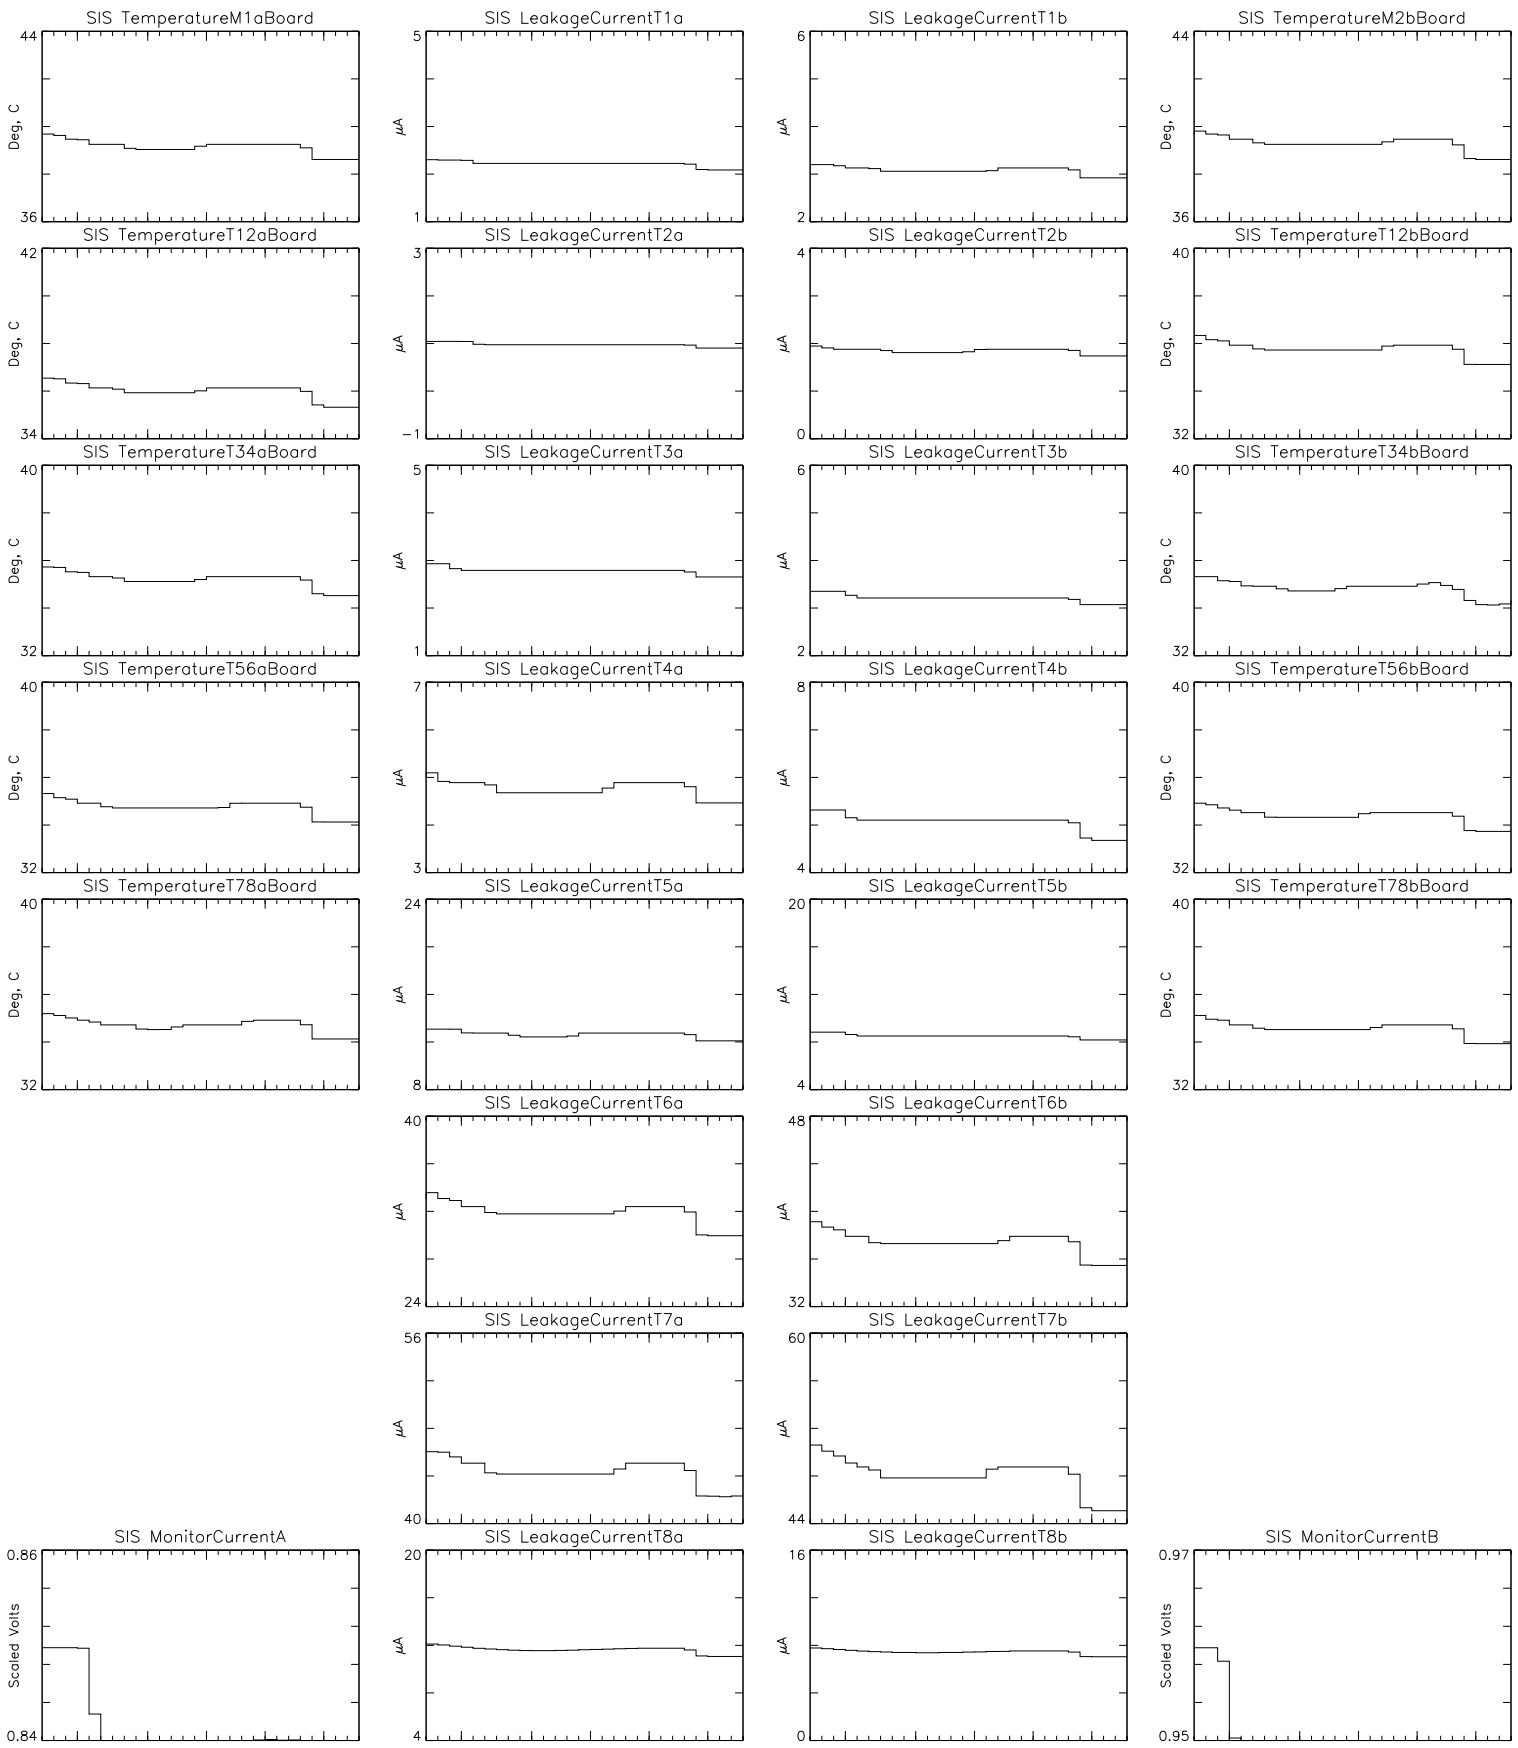 SIS TemperatureM1aBoard
44
Deg, C
36
SIS LeakageCurrentT1a
5
μA
1
SIS LeakageCurrentT1b
6
μA
2
SIS TemperatureM2bBoard
44
Deg, C
36
SIS TemperatureT12aBoard
42
Deg, C
34
SIS LeakageCurrentT2a
3
μA
−1
SIS LeakageCurrentT2b
4
μA
0
SIS TemperatureT12bBoard
40
Deg, C
32
SIS TemperatureT34aBoard
40
Deg, C
32
SIS LeakageCurrentT3a
5
μA
1
SIS LeakageCurrentT3b
6
μA
2
SIS TemperatureT34bBoard
40
Deg, C
32
SIS TemperatureT56aBoard
40
Deg, C
32
SIS LeakageCurrentT4a
7
μA
3
SIS LeakageCurrentT4b
8
μA
4
SIS TemperatureT56bBoard
40
Deg, C
32
SIS TemperatureT78aBoard
40
Deg, C
32
SIS LeakageCurrentT5a
24
μA
8
SIS LeakageCurrentT5b
20
μA
4
SIS TemperatureT78bBoard
40
Deg, C
32
SIS LeakageCurrentT6a
40
μA
24
SIS LeakageCurrentT6b
48
μA
32
SIS LeakageCurrentT7a
56
μA
40
SIS LeakageCurrentT7b
60
μA
44
SIS MonitorCurrentA
0.86
Scaled Volts
0.84
SIS LeakageCurrentT8a
20
μA
4
SIS LeakageCurrentT8b
16
μA
0
SIS MonitorCurrentB
0.97
Scaled Volts
0.95